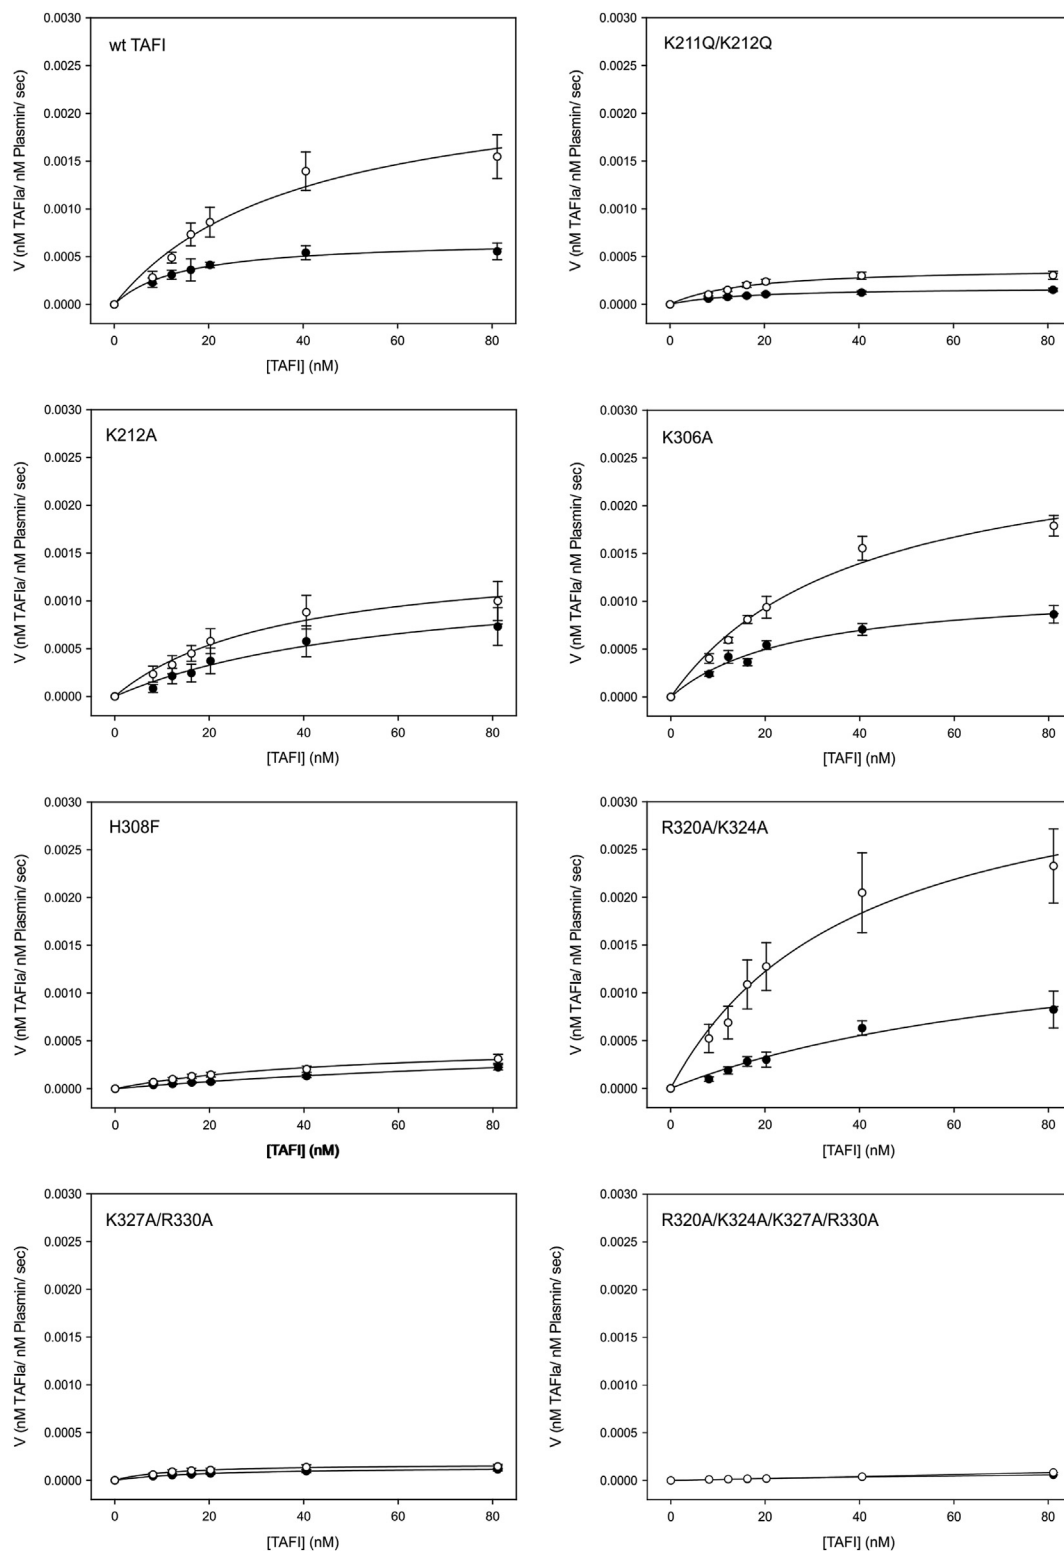 wt TAFI
V (nM TAFIa/ nM Plasmin/ sec)
0.0030
0.0025
0.0020
0.0015
0.0010
0.0005
0.0000
0 20 40 60 80
[TAFI] (nM)
K211Q/K212Q
V (nM TAFIa/ nM Plasmin/ sec)
0.0030
0.0025
0.0020
0.0015
0.0010
0.0005
0.0000
0 20 40 60 80
K212A
V (nM TAFIa/ nM Plasmin/ sec)
0.0030
0.0025
0.0020
0.0015
0.0010
0.0005
0.0000
0 20 40 60 80
[TAFI] (nM)
K306A
V (nM TAFIa/ nM Plasmin/ sec)
0.0030
0.0025
0.0020
0.0015
0.0010
0.0005
0.0000
0 20 40 60 80
[TAFI] (nM)
H308F
V (nM TAFIa/ nM Plasmin/ sec)
0.0030
0.0025
0.0020
0.0015
0.0010
0.0005
0.0000
0 20 40 60 80
[TAFI] (nM)
R320A/K324A
V (nM TAFIa/ nM Plasmin/ sec)
0.0030
0.0025
0.0020
0.0015
0.0010
0.0005
0.0000
0 20 40 60 80
[TAFI] (nM)
K327A/R330A
V (nM TAFIa/ nM Plasmin/ sec)
0.0030
0.0025
0.0020
0.0015
0.0010
0.0005
0.0000
0 20 40 60 80
[TAFI] (nM)
R320A/K324A/K327A/R330A
V (nM TAFIa/ nM Plasmin/ sec)
0.0030
0.0025
0.0020
0.0015
0.0010
0.0005
0.0000
0 20 40 60 80
[TAFI] (nM)